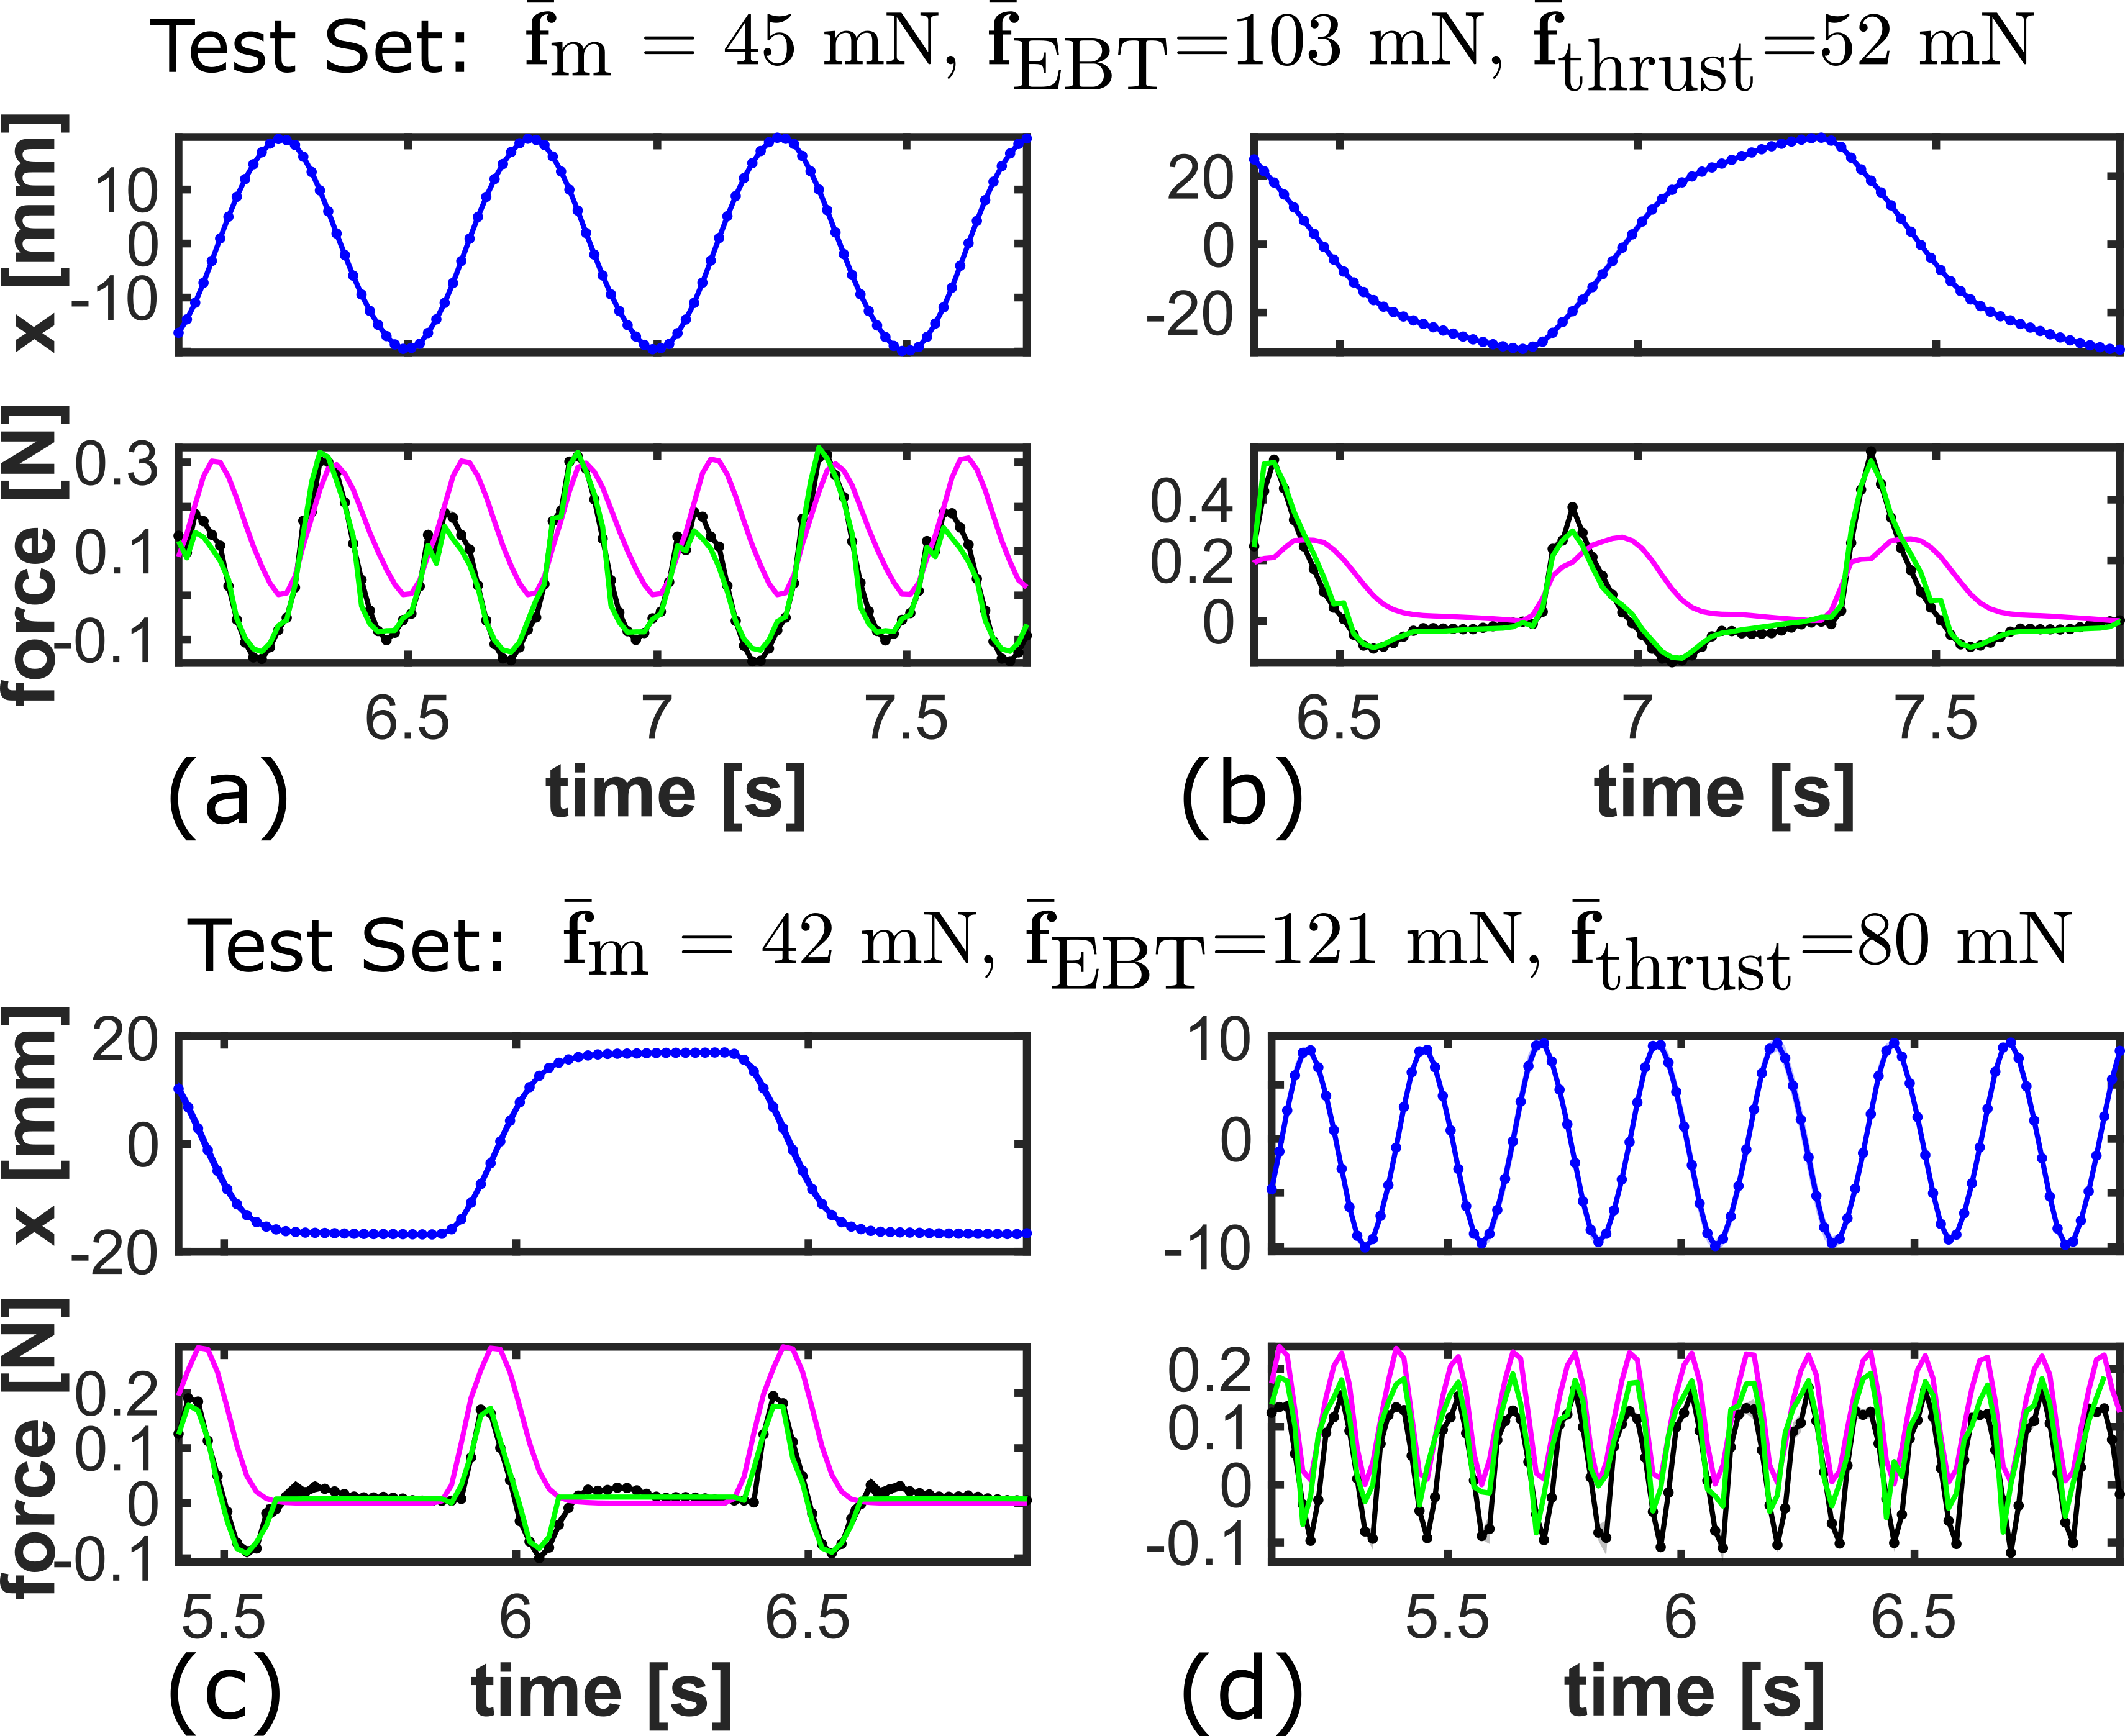 Test Set: f̄m = 45 mN, f̄EBT=103 mN, f̄thrust=52 mN
x [mm]
10
0
-10
20
0
-20
force [N]
0.3
0.1
-0.1
0.4
0.2
0
6.5 7 7.5
6.5 7 7.5
(a) time [s]
(b) time [s]
Test Set: f̄m = 42 mN, f̄EBT=121 mN, f̄thrust=80 mN
x [mm]
20
0
-20
10
0
-10
force [N]
0.2
0.1
0
-0.1
0.2
0.1
0
-0.1
5.5 6 6.5
5.5 6 6.5
(c) time [s]
(d) time [s]